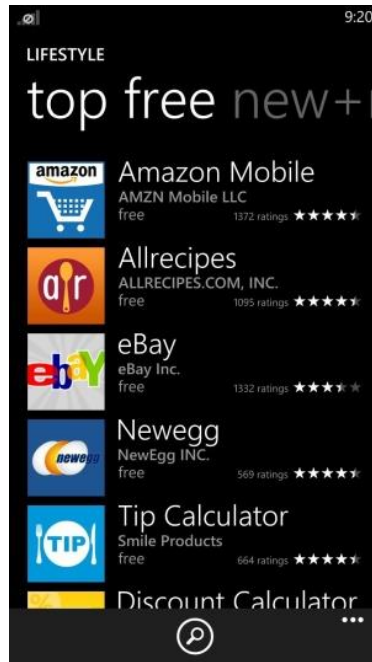 9:20
LIFESTYLE
top free new+
amazon
Amazon Mobile
AMZN Mobile LLC
free 1372 ratings
ar
Allrecipes
ALLRECIPES.COM, INC.
free 1095 ratings
ebaY
eBay
eBay Inc.
free 1332 ratings
newegg
Newegg
NewEgg INC.
free 569 ratings
TIP
Tip Calculator
Smile Products
free 664 ratings
%
Discount Calculator